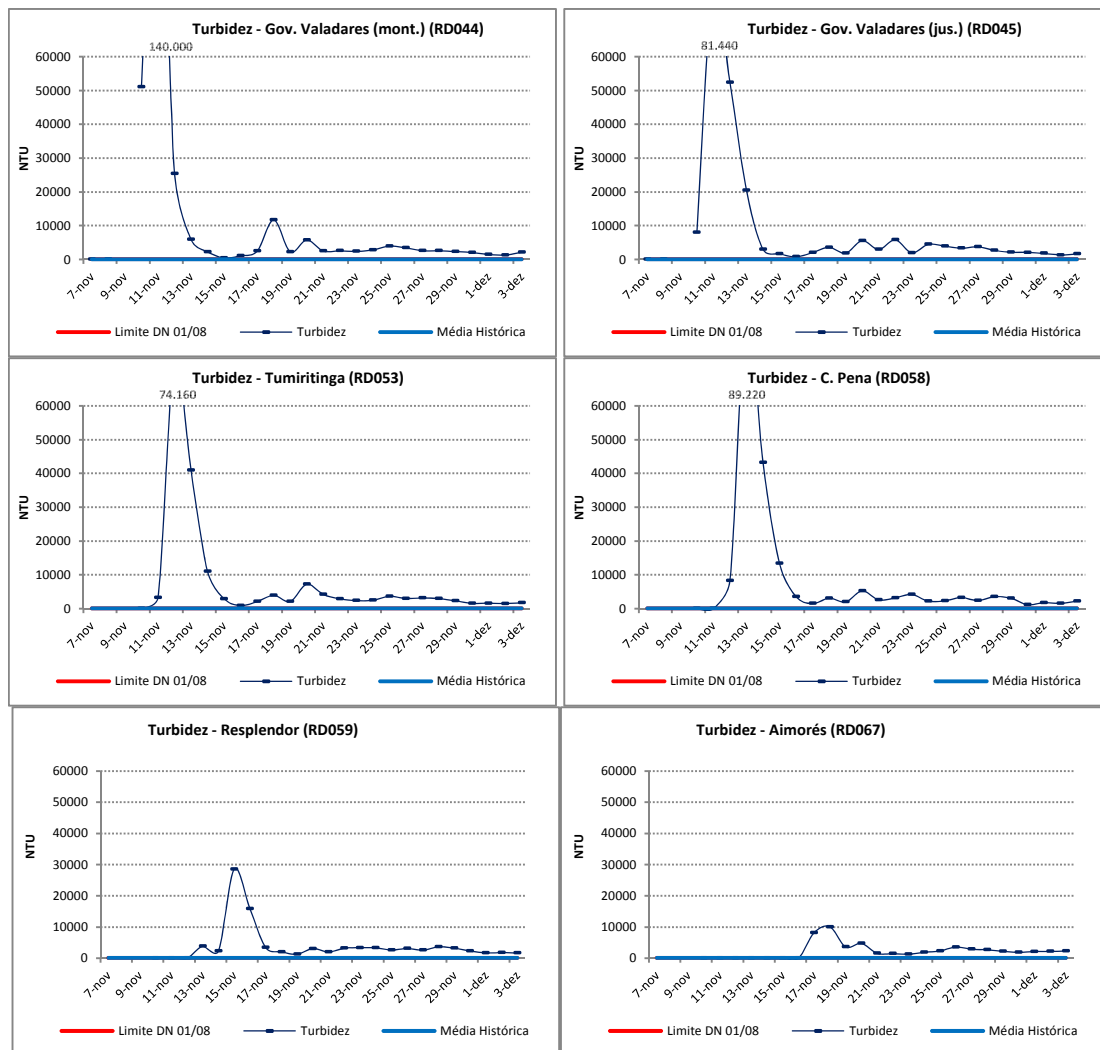 Turbidez - Gov. Valadares (mont.) (RD044)
140.000
60000
50000
40000
30000
20000
10000
0
NTU
7-nov 9-nov 11-nov 13-nov 15-nov 17-nov 19-nov 21-nov 23-nov 25-nov 27-nov 29-nov 1-dez 3-dez
Limite DN 01/08 Turbidez Média Histórica
Turbidez - Gov. Valadares (jus.) (RD045)
81.440
60000
50000
40000
30000
20000
10000
0
NTU
7-nov 9-nov 11-nov 13-nov 15-nov 17-nov 19-nov 21-nov 23-nov 25-nov 27-nov 29-nov 1-dez 3-dez
Limite DN 01/08 Turbidez Média Histórica
Turbidez - Tumiritinga (RD053)
74.160
60000
50000
40000
30000
20000
10000
0
NTU
7-nov 9-nov 11-nov 13-nov 15-nov 17-nov 19-nov 21-nov 23-nov 25-nov 27-nov 29-nov 1-dez 3-dez
Limite DN 01/08 Turbidez Média Histórica
Turbidez - C. Pena (RD058)
89.220
60000
50000
40000
30000
20000
10000
0
NTU
7-nov 9-nov 11-nov 13-nov 15-nov 17-nov 19-nov 21-nov 23-nov 25-nov 27-nov 29-nov 1-dez 3-dez
Limite DN 01/08 Turbidez Média Histórica
Turbidez - Resplendor (RD059)
60000
50000
40000
30000
20000
10000
0
NTU
7-nov 9-nov 11-nov 13-nov 15-nov 17-nov 19-nov 21-nov 23-nov 25-nov 27-nov 29-nov 1-dez 3-dez
Limite DN 01/08 Turbidez Média Histórica
Turbidez - Aimorés (RD067)
60000
50000
40000
30000
20000
10000
0
NTU
7-nov 9-nov 11-nov 13-nov 15-nov 17-nov 19-nov 21-nov 23-nov 25-nov 27-nov 29-nov 1-dez 3-dez
Limite DN 01/08 Turbidez Média Histórica